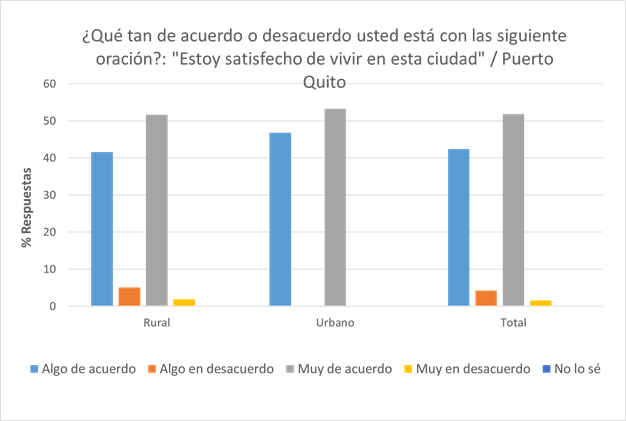 ¿Qué tan de acuerdo o desacuerdo usted está con las siguiente
oración?: "Estoy satisfecho de vivir en esta ciudad" / Puerto
Quito
60
50
40
30
20
10
0
% Respuestas
Rural Urbano Total
Algo de acuerdo Algo en desacuerdo Muy de acuerdo Muy en desacuerdo No lo sé